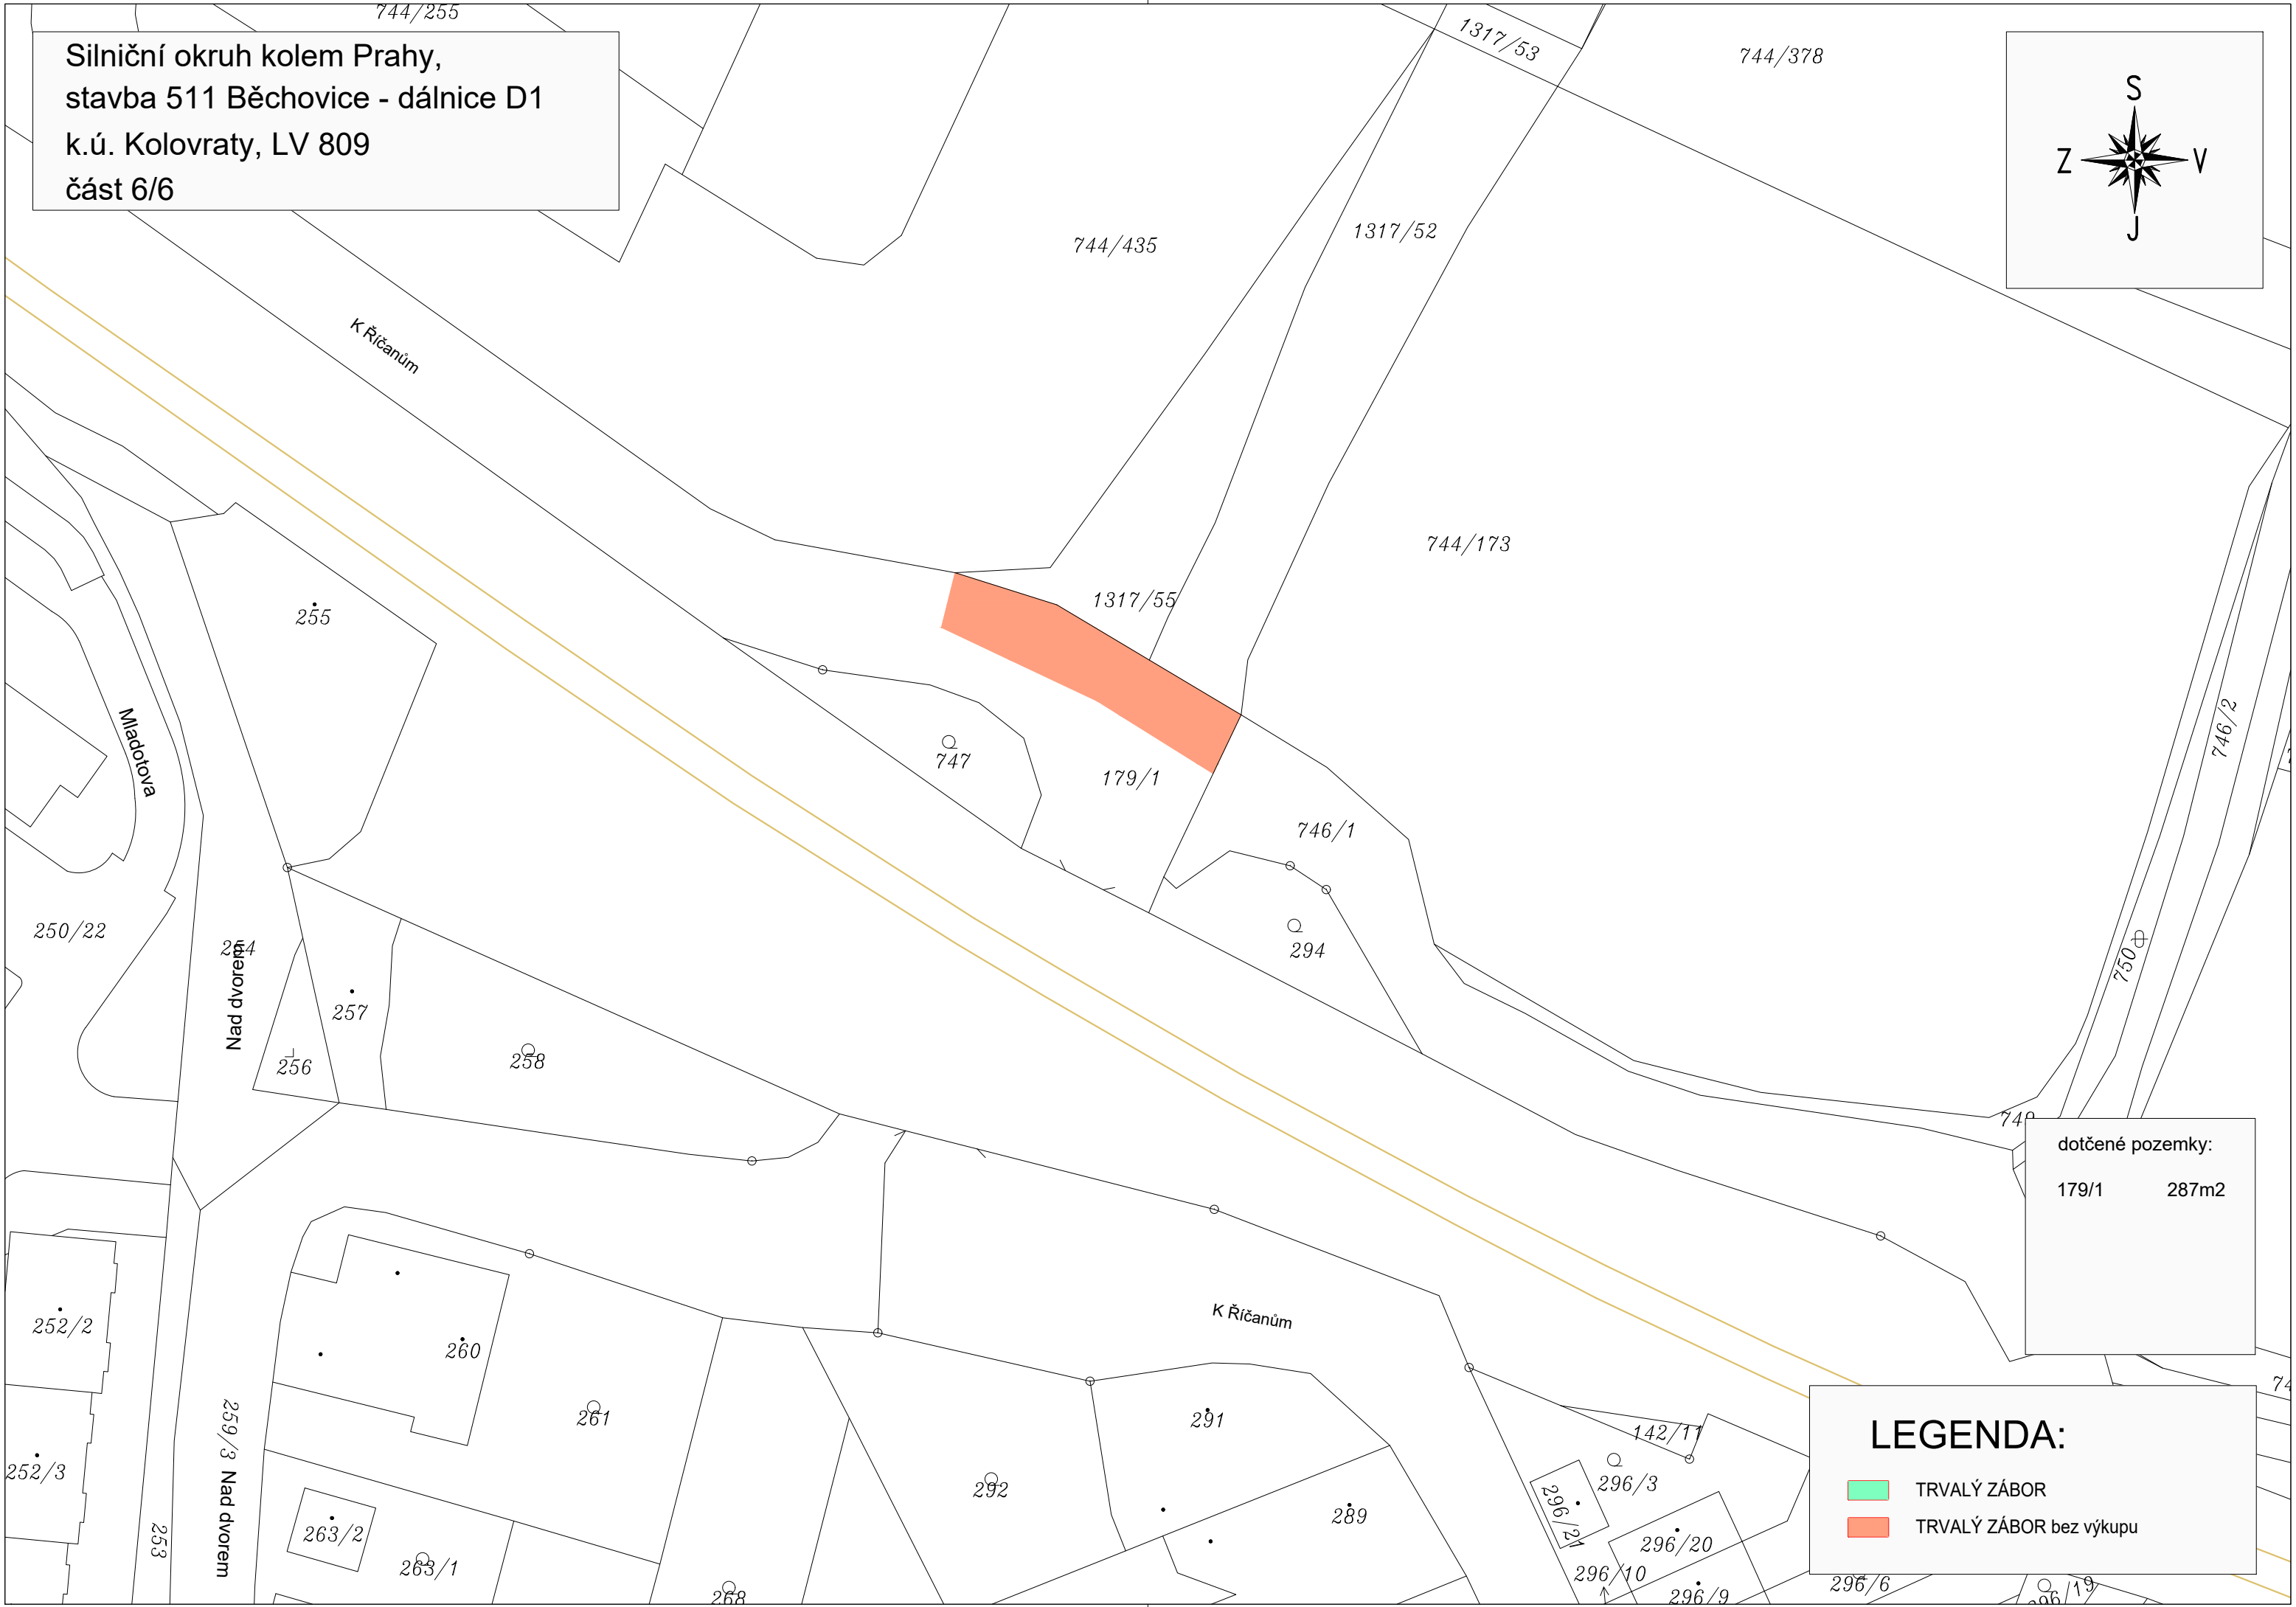 744/255
Silniční okruh kolem Prahy,
stavba 511 Běchovice - dálnice D1
k.ú. Kolovraty, LV 809
část 6/6
1317/53
744/378
S
Z
V
J
744/435
1317/52
K Říčanům
744/173
1317/55
255
Mladotova
746/2
747
179/1
746/1
250/22
254
Nad dvorem
294
750
257
256
258
749
dotčené pozemky:
179/1 287m2
K Říčanům
252/2
260
261
291
142/11
LEGENDA:
TRVALÝ ZÁBOR
TRVALÝ ZÁBOR bez výkupu
259/3
Nad dvorem
252/3
253
263/2
263/1
292
289
296/3
296/21
296/20
296/10
296/9
296/6
296/19
268